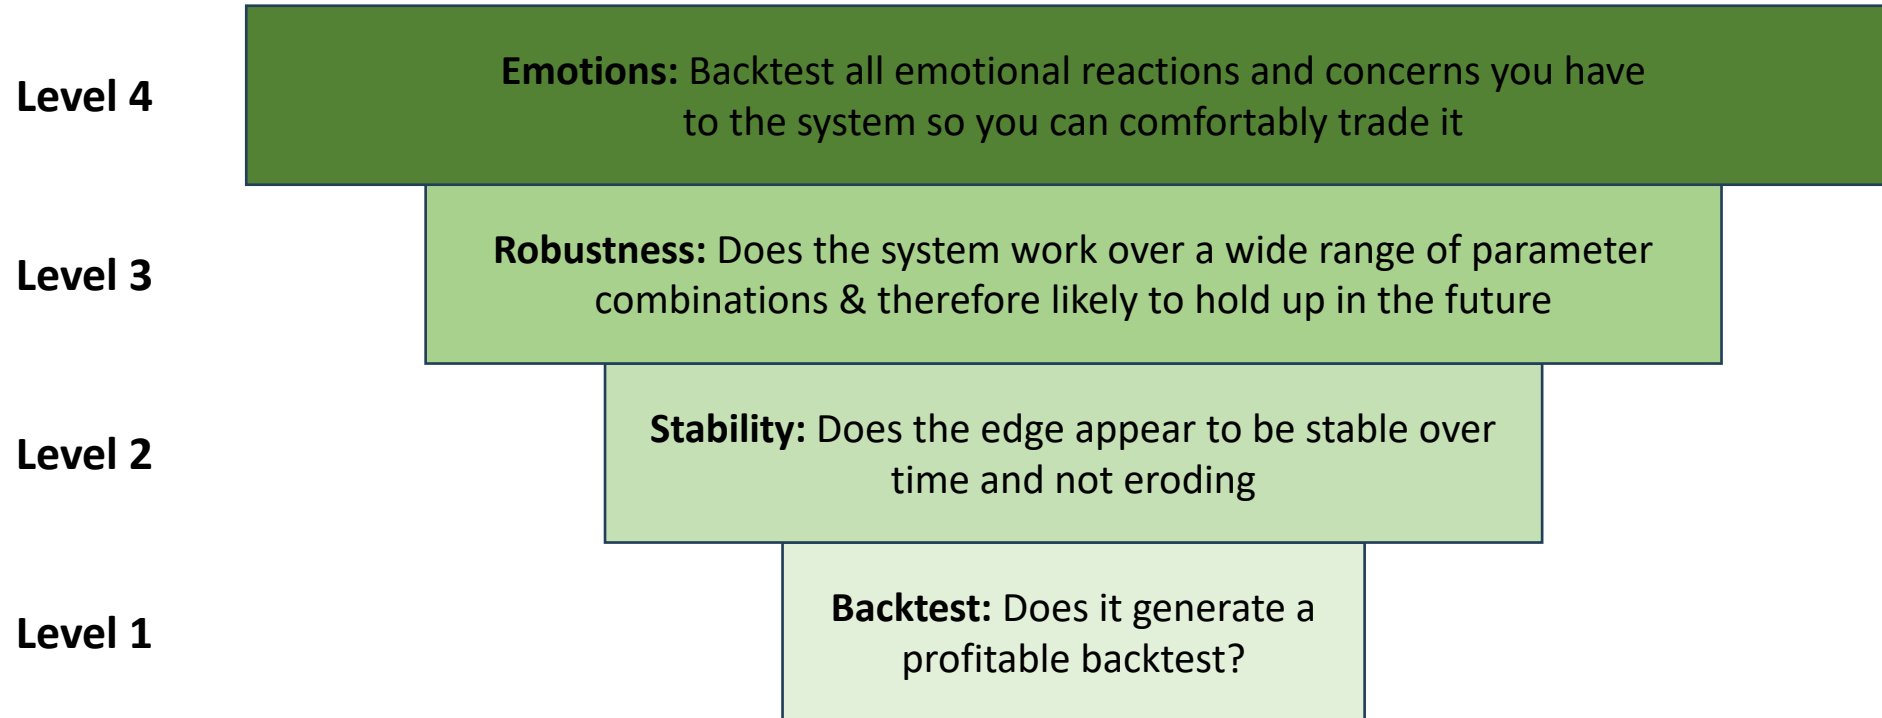 Level 4
Emotions: Backtest all emotional reactions and concerns you have
to the system so you can comfortably trade it
Level 3
Robustness: Does the system work over a wide range of parameter
combinations & therefore likely to hold up in the future
Level 2
Stability: Does the edge appear to be stable over
time and not eroding
Level 1
Backtest: Does it generate a
profitable backtest?